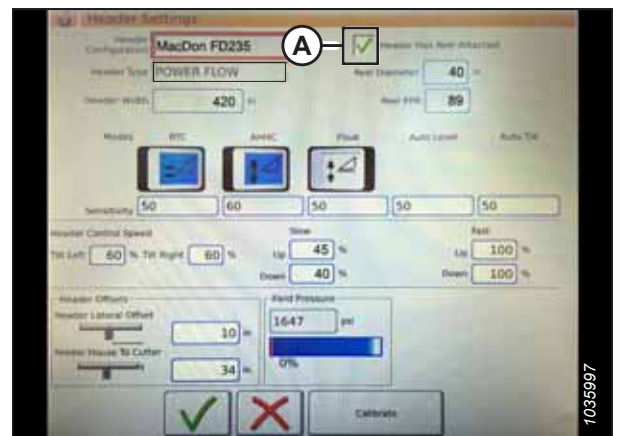 Header Settings
Header Configuration MacDon FD235 A Header Has Reel Attached
Header Type POWER FLOW Reel Diameter 40 in
Header Width 420 in Reel PPR 89
Modes RTC AHHC Float Auto Level Auto Tilt
Sensitivity 50 60 50 50 50
Header Control Speed Slow Fast
Tilt Left 60 % Tilt Right 60 % Up 45 % Up 100 %
Down 40 % Down 100 %
Header Offsets Field Pressure
Header Lateral Offset 1647 psi
10 in
Feeder House To Cutter 0%
34 in
Calibrate
1035997